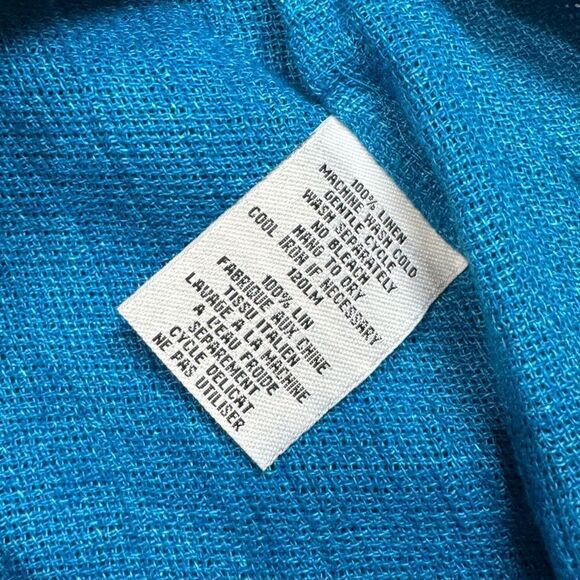 100% LINEN
MACHINE WASH COLD
GENTLE CYCLE
WASH SEPARATELY
NO BLEACH
HANG TO DRY
COOL IRON IF NECESSARY
120LM
100% LIN
FABRIQUE AUX CHINE
TISSU ITALIEN
LAVAGE A LA MACHINE
A L'EAU FROIDE
SEPAREMENT
CYCLE DELICAT
NE PAS UTILISER